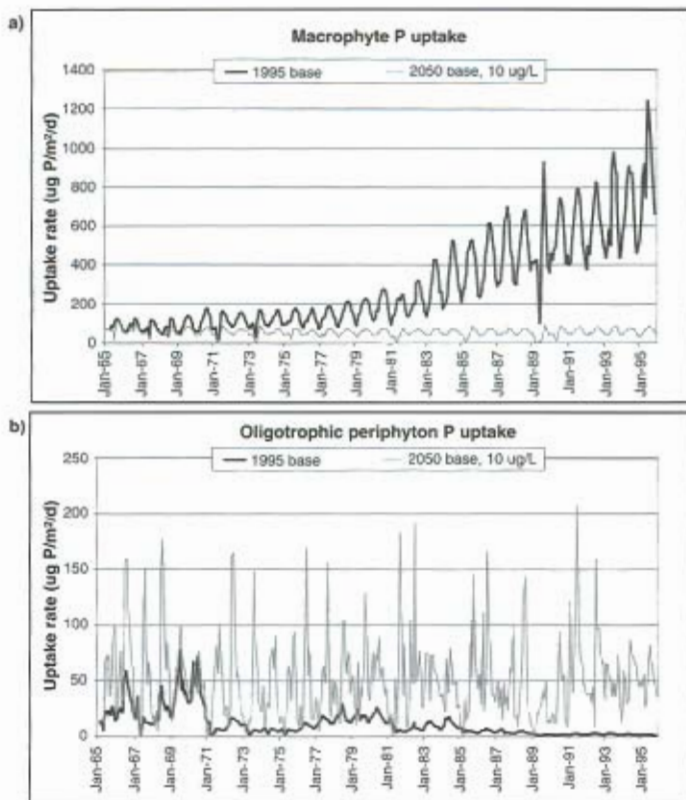 a)
Macrophyte P uptake
1995 base 2050 base, 10 ug/L
Uptake rate (ug P/m²/d)
1400
1200
1000
800
600
400
200
0
Jan-65 Jan-67 Jan-69 Jan-71 Jan-73 Jan-75 Jan-77 Jan-79 Jan-81 Jan-83 Jan-85 Jan-87 Jan-89 Jan-91 Jan-93 Jan-95
b)
Oligotrophic periphyton P uptake
1995 base 2050 base, 10 ug/L
Uptake rate (ug P/m²/d)
250
200
150
100
50
0
Jan-65 Jan-67 Jan-69 Jan-71 Jan-73 Jan-75 Jan-77 Jan-79 Jan-81 Jan-83 Jan-85 Jan-87 Jan-89 Jan-91 Jan-93 Jan-95